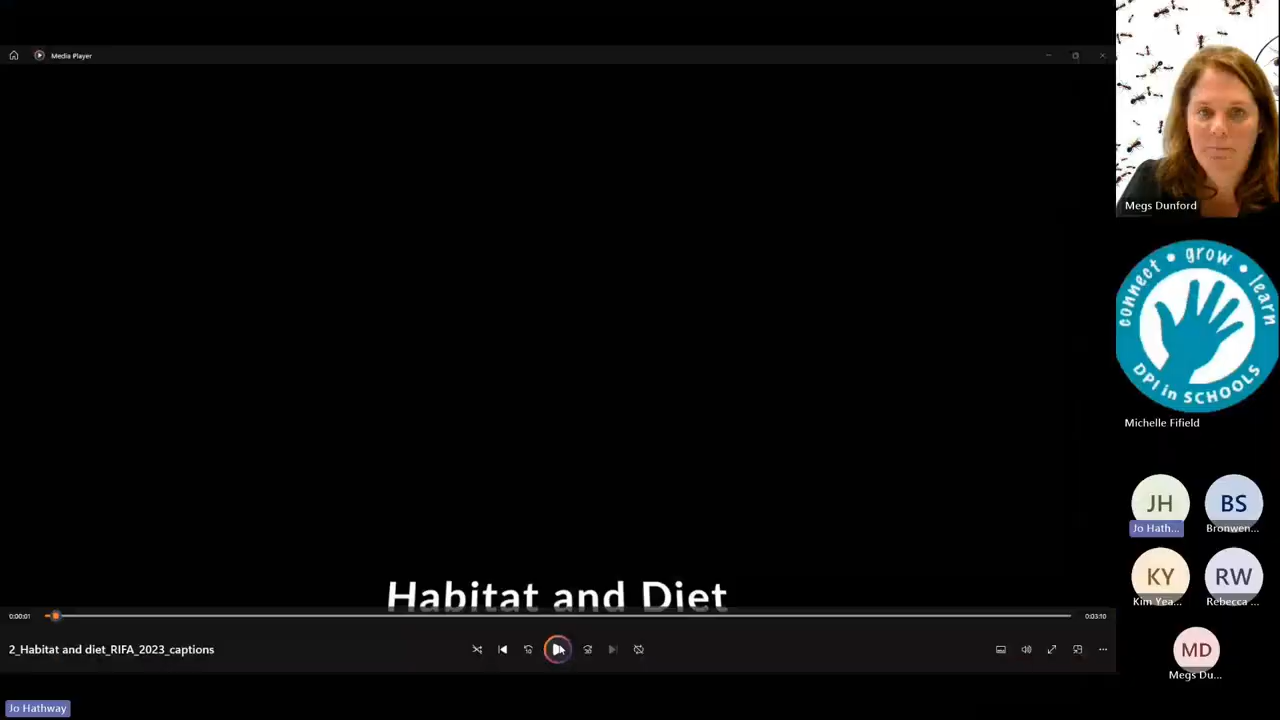 Media Player
Habitat and Diet
0:00:01
0:03:10
2_Habitat and diet_RIFA_2023_captions
Jo Hathway
Megs Dunford
connect • grow • learn
DPI in SCHOOLS
Michelle Fifield
JH
Jo Hath...
BS
Bronwen...
KY
Kim Yea...
RW
Rebecca ...
MD
Megs Du...